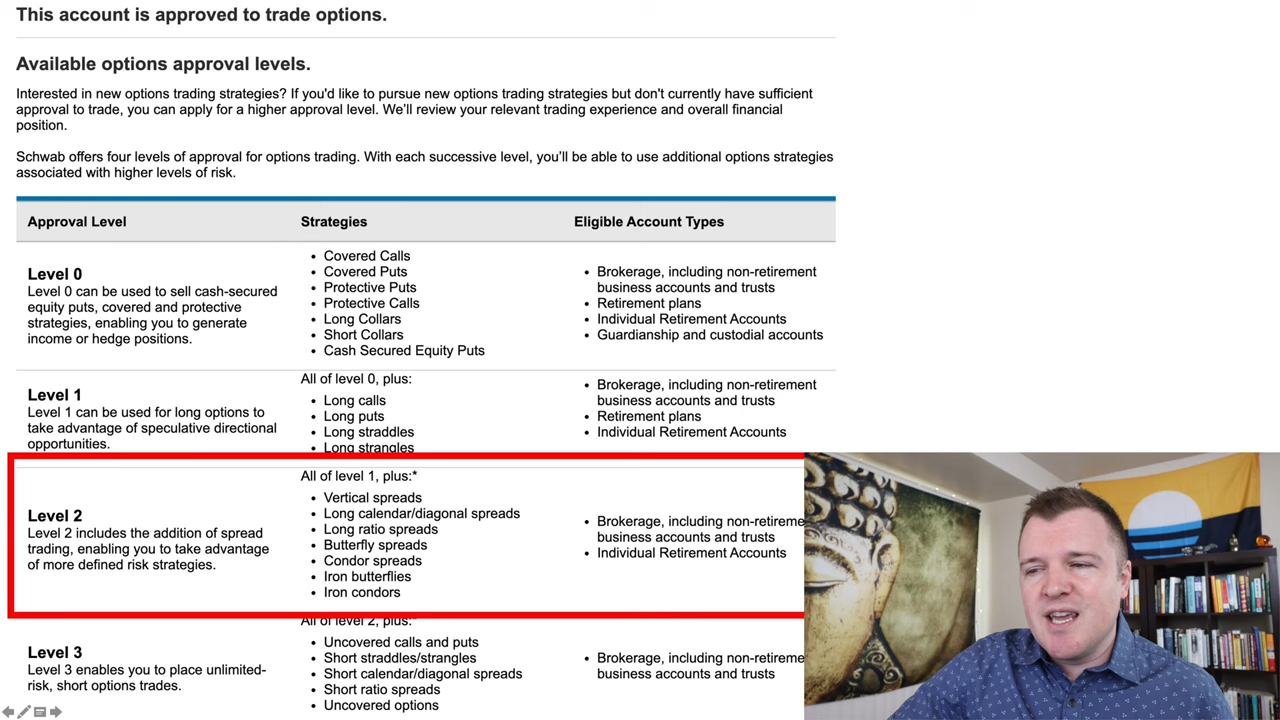 This account is approved to trade options.
Available options approval levels.
Interested in new options trading strategies? If you'd like to pursue new options trading strategies but don't currently have sufficient
approval to trade, you can apply for a higher approval level. We'll review your relevant trading experience and overall financial
position.
Schwab offers four levels of approval for options trading. With each successive level, you'll be able to use additional options strategies
associated with higher levels of risk.
Approval Level
Strategies
Eligible Account Types
Level 0
Level 0 can be used to sell cash-secured
equity puts, covered and protective
strategies, enabling you to generate
income or hedge positions.
• Covered Calls
• Covered Puts
• Protective Puts
• Protective Calls
• Long Collars
• Short Collars
• Cash Secured Equity Puts
• Brokerage, including non-retirement
business accounts and trusts
• Retirement plans
• Individual Retirement Accounts
• Guardianship and custodial accounts
Level 1
Level 1 can be used for long options to
take advantage of speculative directional
opportunities.
All of level 0, plus:
• Long calls
• Long puts
• Long straddles
• Long strangles
• Brokerage, including non-retirement
business accounts and trusts
• Retirement plans
• Individual Retirement Accounts
Level 2
Level 2 includes the addition of spread
trading, enabling you to take advantage
of more defined risk strategies.
All of level 1, plus:*
• Vertical spreads
• Long calendar/diagonal spreads
• Long ratio spreads
• Butterfly spreads
• Condor spreads
• Iron butterflies
• Iron condors
• Brokerage, including non-retireme
business accounts and trusts
• Individual Retirement Accounts
Level 3
Level 3 enables you to place unlimited-
risk, short options trades.
All of level 2, plus:*
• Uncovered calls and puts
• Short straddles/strangles
• Short calendar/diagonal spreads
• Short ratio spreads
• Uncovered options
• Brokerage, including non-retireme
business accounts and trusts